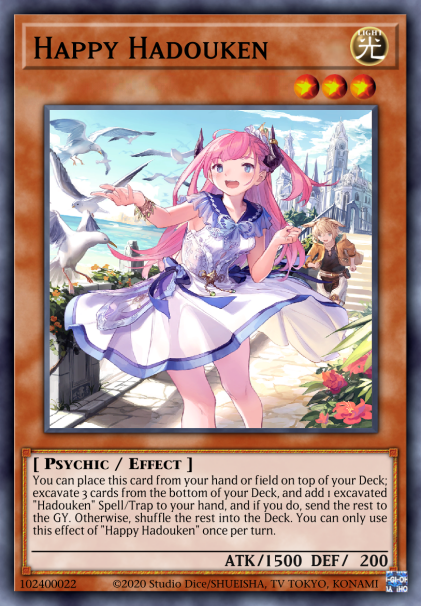 Happy Hadouken
LIGHT
光
[ Psychic / Effect ]
You can place this card from your hand or field on top of your Deck;
excavate 3 cards from the bottom of your Deck, and add 1 excavated
"Hadouken" Spell/Trap to your hand, and if you do, send the rest to
the GY. Otherwise, shuffle the rest into the Deck. You can only use
this effect of "Happy Hadouken" once per turn.
ATK/1500 DEF/ 200
102400022 ©2020 Studio Dice/SHUEISHA, TV TOKYO, KONAMI